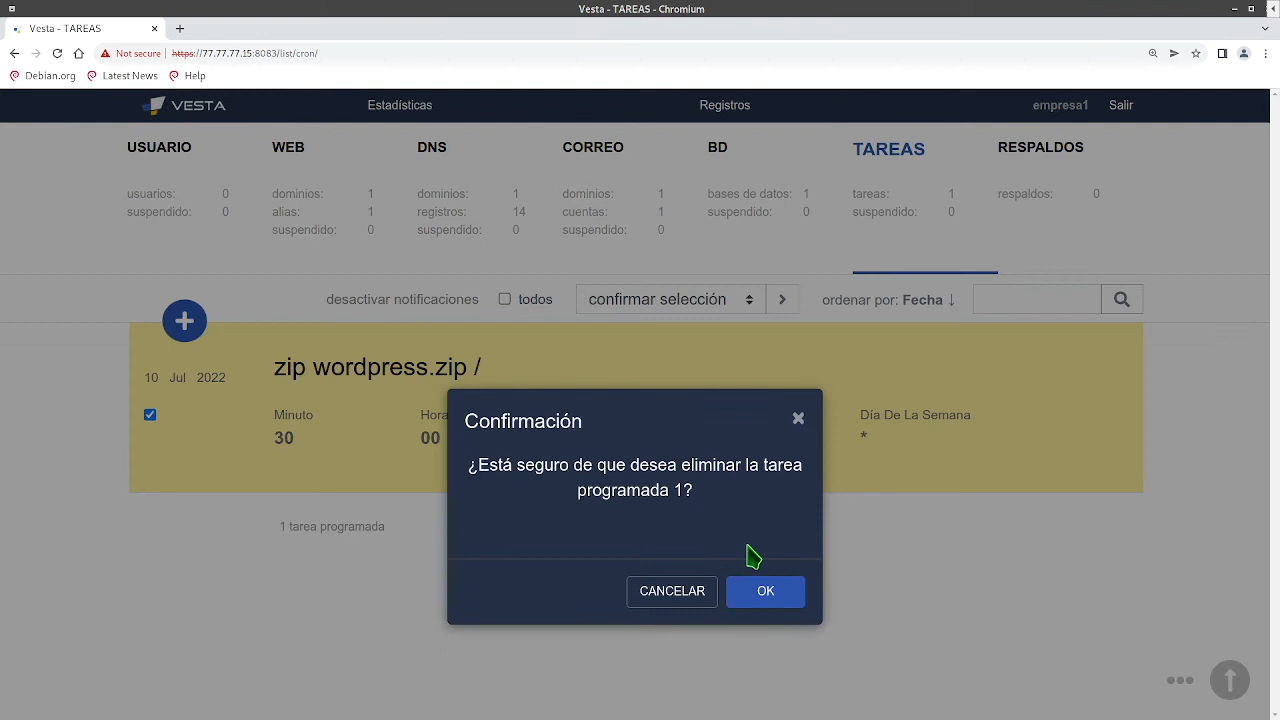 Vesta - TAREAS - Chromium
Vesta - TAREAS
Not secure https://77.77.77.15:8083/list/cron/
Debian.org Latest News Help
VESTA Estadísticas Registros empresa1 Salir
USUARIO WEB DNS CORREO BD TAREAS RESPALDOS
usuarios: 0 dominios: 1 dominios: 1 dominios: 1 bases de datos: 1 tareas: 1 respaldos: 0
suspendido: 0 alias: 1 registros: 14 cuentas: 1 suspendido: 0 suspendido: 0
suspendido: 0 suspendido: 0 suspendido: 0
desactivar notificaciones todos confirmar selección ordenar por: Fecha ↓
zip wordpress.zip /
10 Jul 2022
Minuto Hora Día De La Semana
30 00 *
Confirmación
¿Está seguro de que desea eliminar la tarea
programada 1?
1 tarea programada
CANCELAR OK